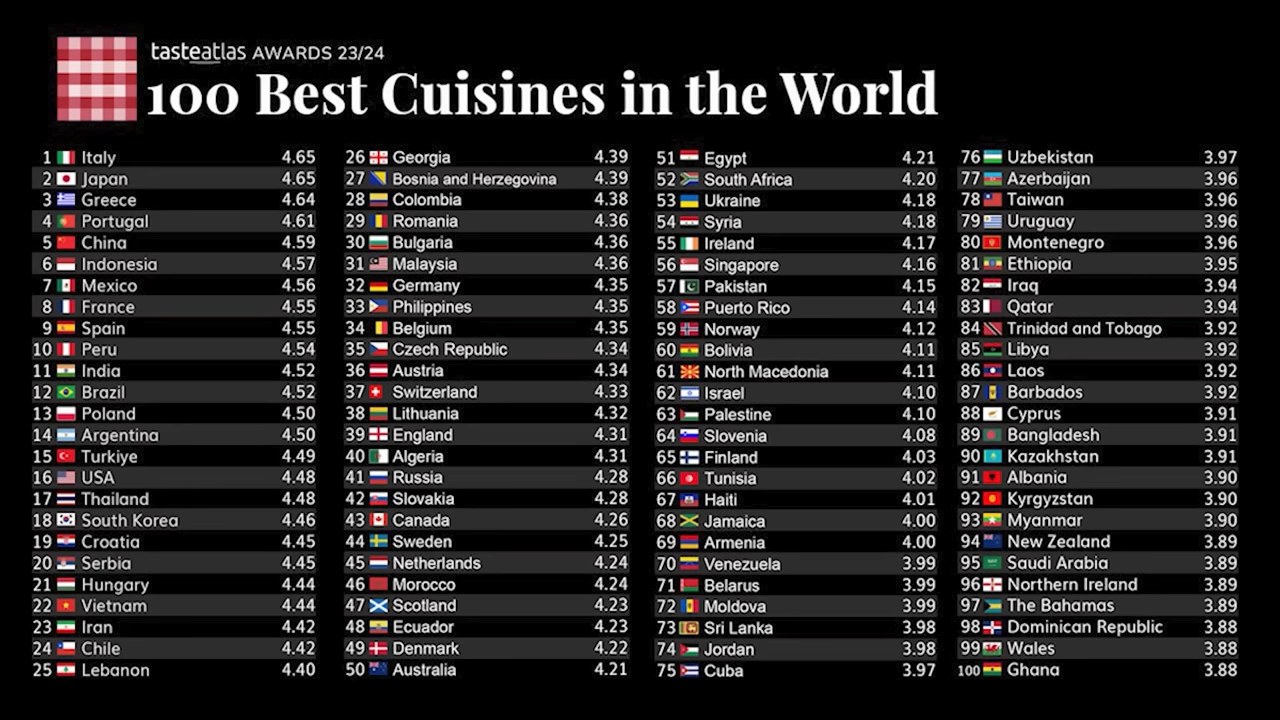 tasteatlas AWARDS 23/24
100 Best Cuisines in the World
1 Italy 4.65
2 Japan 4.65
3 Greece 4.64
4 Portugal 4.61
5 China 4.59
6 Indonesia 4.57
7 Mexico 4.56
8 France 4.55
9 Spain 4.55
10 Peru 4.54
11 India 4.52
12 Brazil 4.52
13 Poland 4.50
14 Argentina 4.50
15 Turkiye 4.49
16 USA 4.48
17 Thailand 4.48
18 South Korea 4.46
19 Croatia 4.45
20 Serbia 4.45
21 Hungary 4.44
22 Vietnam 4.44
23 Iran 4.42
24 Chile 4.42
25 Lebanon 4.40
26 Georgia 4.39
27 Bosnia and Herzegovina 4.39
28 Colombia 4.38
29 Romania 4.36
30 Bulgaria 4.36
31 Malaysia 4.36
32 Germany 4.35
33 Philippines 4.35
34 Belgium 4.35
35 Czech Republic 4.34
36 Austria 4.34
37 Switzerland 4.33
38 Lithuania 4.32
39 England 4.31
40 Algeria 4.31
41 Russia 4.28
42 Slovakia 4.28
43 Canada 4.26
44 Sweden 4.25
45 Netherlands 4.24
46 Morocco 4.24
47 Scotland 4.23
48 Ecuador 4.23
49 Denmark 4.22
50 Australia 4.21
51 Egypt 4.21
52 South Africa 4.20
53 Ukraine 4.18
54 Syria 4.18
55 Ireland 4.17
56 Singapore 4.16
57 Pakistan 4.15
58 Puerto Rico 4.14
59 Norway 4.12
60 Bolivia 4.11
61 North Macedonia 4.11
62 Israel 4.10
63 Palestine 4.10
64 Slovenia 4.08
65 Finland 4.03
66 Tunisia 4.02
67 Haiti 4.01
68 Jamaica 4.00
69 Armenia 4.00
70 Venezuela 3.99
71 Belarus 3.99
72 Moldova 3.99
73 Sri Lanka 3.98
74 Jordan 3.98
75 Cuba 3.97
76 Uzbekistan 3.97
77 Azerbaijan 3.96
78 Taiwan 3.96
79 Uruguay 3.96
80 Montenegro 3.96
81 Ethiopia 3.95
82 Iraq 3.94
83 Qatar 3.94
84 Trinidad and Tobago 3.92
85 Libya 3.92
86 Laos 3.92
87 Barbados 3.92
88 Cyprus 3.91
89 Bangladesh 3.91
90 Kazakhstan 3.91
91 Albania 3.90
92 Kyrgyzstan 3.90
93 Myanmar 3.90
94 New Zealand 3.89
95 Saudi Arabia 3.89
96 Northern Ireland 3.89
97 The Bahamas 3.89
98 Dominican Republic 3.88
99 Wales 3.88
100 Ghana 3.88